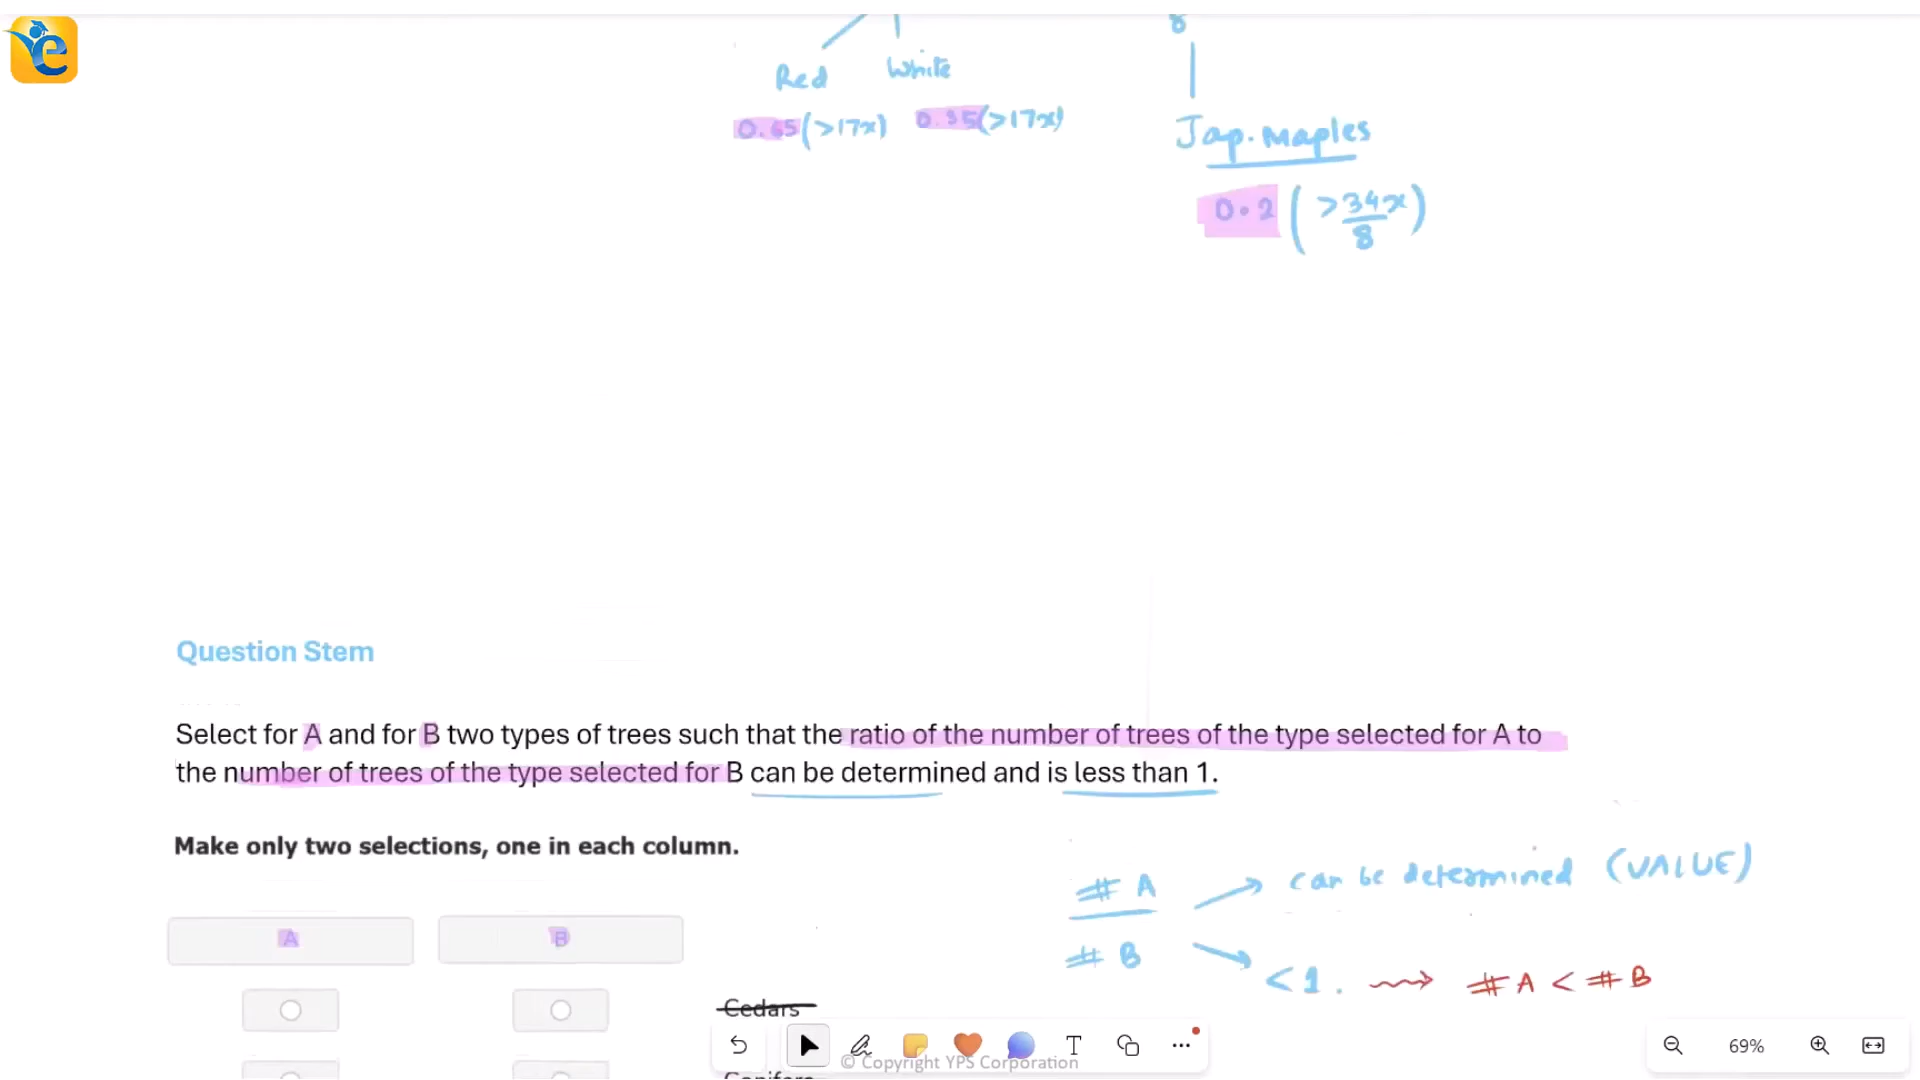 8
Red White
0.65 (>17x) 0.35 (>17x)
Jap. Maples
0.2 (>34x/8)
Question Stem
Select for A and for B two types of trees such that the ratio of the number of trees of the type selected for A to
the number of trees of the type selected for B can be determined and is less than 1.
Make only two selections, one in each column.
# A → can be determined (VALUE)
# B → < 1. → # A < # B
A B
Cedars
© Copyright YPS Corporation
69%